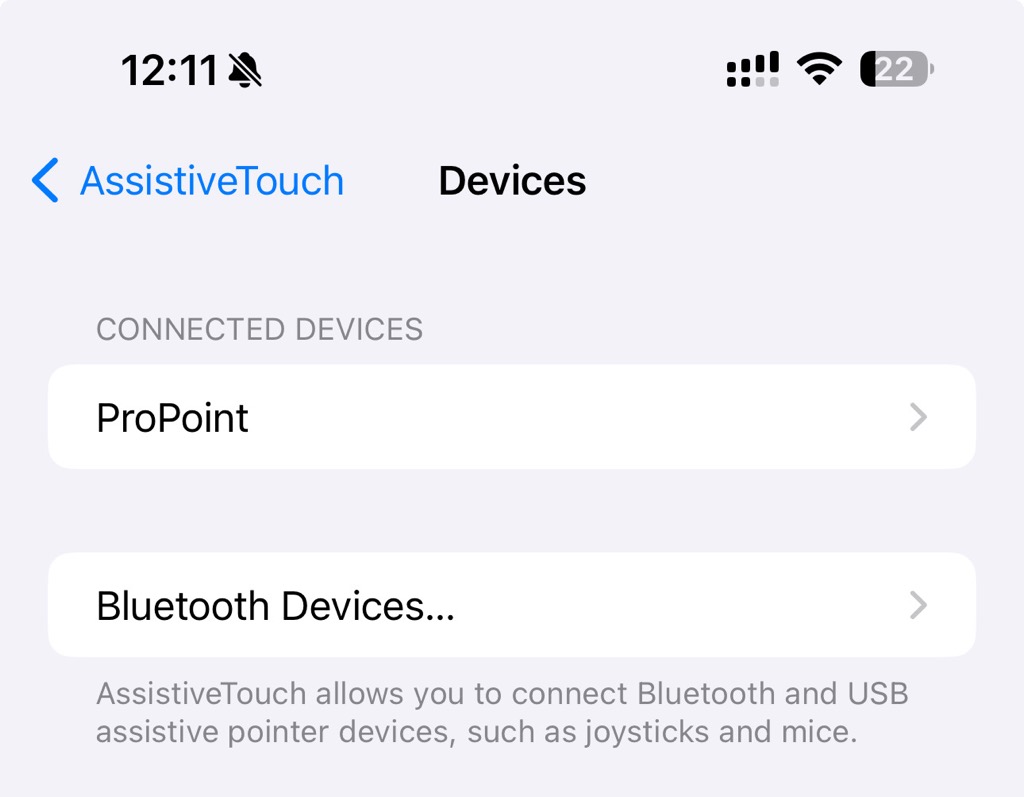 12:11
22
AssistiveTouch
Devices
CONNECTED DEVICES
ProPoint
Bluetooth Devices...
AssistiveTouch allows you to connect Bluetooth and USB
assistive pointer devices, such as joysticks and mice.